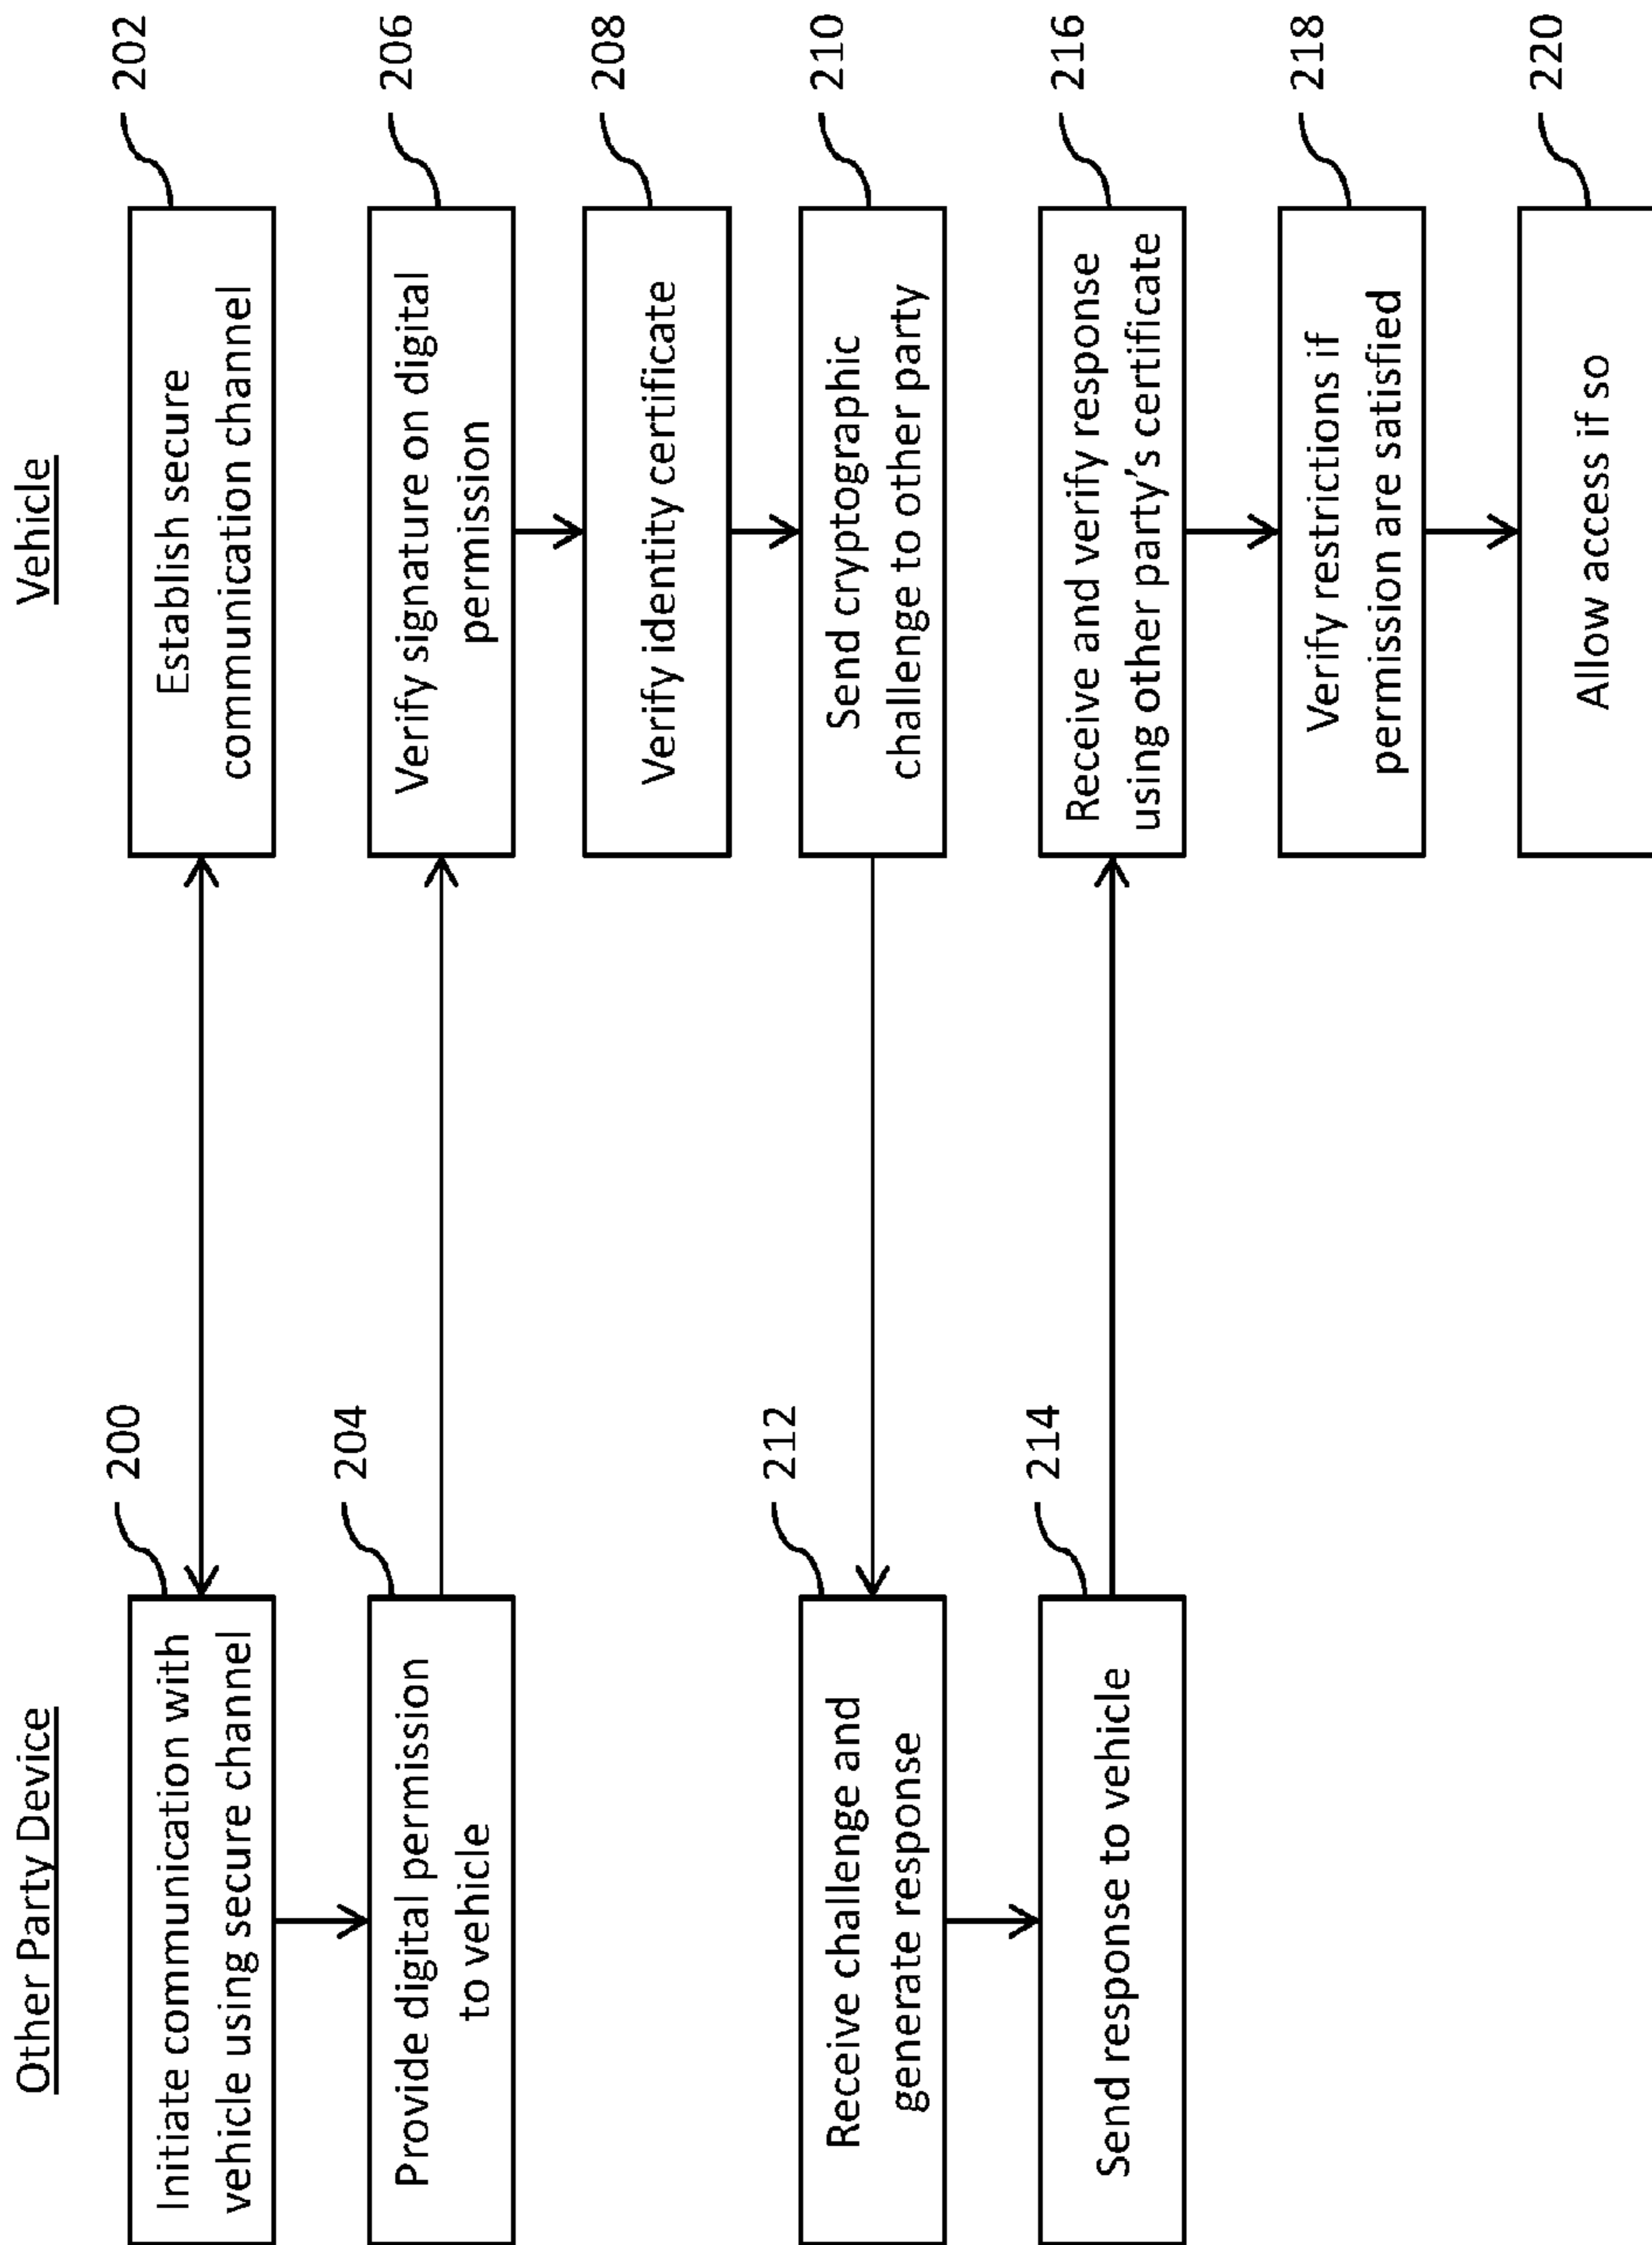 Other Party Device
Vehicle
200
Initiate communication with
vehicle using secure channel
202
Establish secure
communication channel
204
Provide digital permission
to vehicle
206
Verify signature on digital
permission
208
Verify identity certificate
210
Send cryptographic
challenge to other party
212
Receive challenge and
generate response
214
Send response to vehicle
216
Receive and verify response
using other party’s certificate
218
Verify restrictions if
permission are satisfied
220
Allow access if so